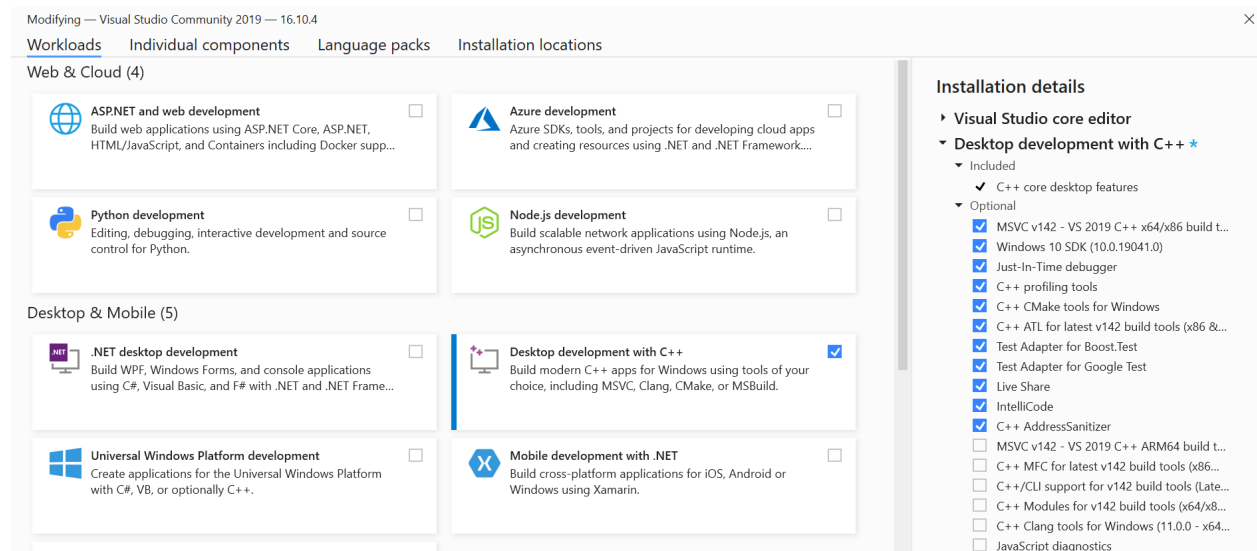 Modifying — Visual Studio Community 2019 — 16.10.4
Workloads Individual components Language packs Installation locations
Web & Cloud (4)
ASP.NET and web development
Build web applications using ASP.NET Core, ASP.NET,
HTML/JavaScript, and Containers including Docker supp...
Azure development
Azure SDKs, tools, and projects for developing cloud apps
and creating resources using .NET and .NET Framework....
Python development
Editing, debugging, interactive development and source
control for Python.
JS
Node.js development
Build scalable network applications using Node.js, an
asynchronous event-driven JavaScript runtime.
Desktop & Mobile (5)
.NET
.NET desktop development
Build WPF, Windows Forms, and console applications
using C#, Visual Basic, and F# with .NET and .NET Frame...
Desktop development with C++
Build modern C++ apps for Windows using tools of your
choice, including MSVC, Clang, CMake, or MSBuild.
Universal Windows Platform development
Create applications for the Universal Windows Platform
with C#, VB, or optionally C++.
Mobile development with .NET
Build cross-platform applications for iOS, Android or
Windows using Xamarin.
Installation details
Visual Studio core editor
Desktop development with C++ *
Included
C++ core desktop features
Optional
MSVC v142 - VS 2019 C++ x64/x86 build t...
Windows 10 SDK (10.0.19041.0)
Just-In-Time debugger
C++ profiling tools
C++ CMake tools for Windows
C++ ATL for latest v142 build tools (x86 &...
Test Adapter for Boost.Test
Test Adapter for Google Test
Live Share
IntelliCode
C++ AddressSanitizer
MSVC v142 - VS 2019 C++ ARM64 build t...
C++ MFC for latest v142 build tools (x86...
C++/CLI support for v142 build tools (Late...
C++ Modules for v142 build tools (x64/x8...
C++ Clang tools for Windows (11.0.0 - x64...
JavaScript diagnostics